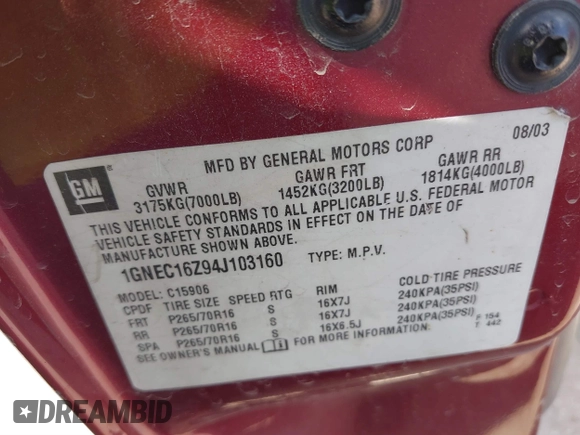 08/03
GM
MFD BY GENERAL MOTORS CORP
GVWR GAWR FRT GAWR RR
3175KG(7000LB) 1452KG(3200LB) 1814KG(4000LB)
THIS VEHICLE CONFORMS TO ALL APPLICABLE U.S. FEDERAL MOTOR
VEHICLE SAFETY STANDARDS IN EFFECT ON THE DATE OF
MANUFACTURE SHOWN ABOVE.
1GNEC16Z94J103160 TYPE: M.P.V.
MODEL: C15906
CPDF TIRE SIZE SPEED RTG RIM COLD TIRE PRESSURE
FRT P265/70R16 S 16X7J 240KPA(35PSI)
RR P265/70R16 S 16X7J 240KPA(35PSI)
SPA P265/70R16 S 16X6.5J 240KPA(35PSI)
SEE OWNER'S MANUAL FOR MORE INFORMATION.
F 154
T 442
DREAMBID